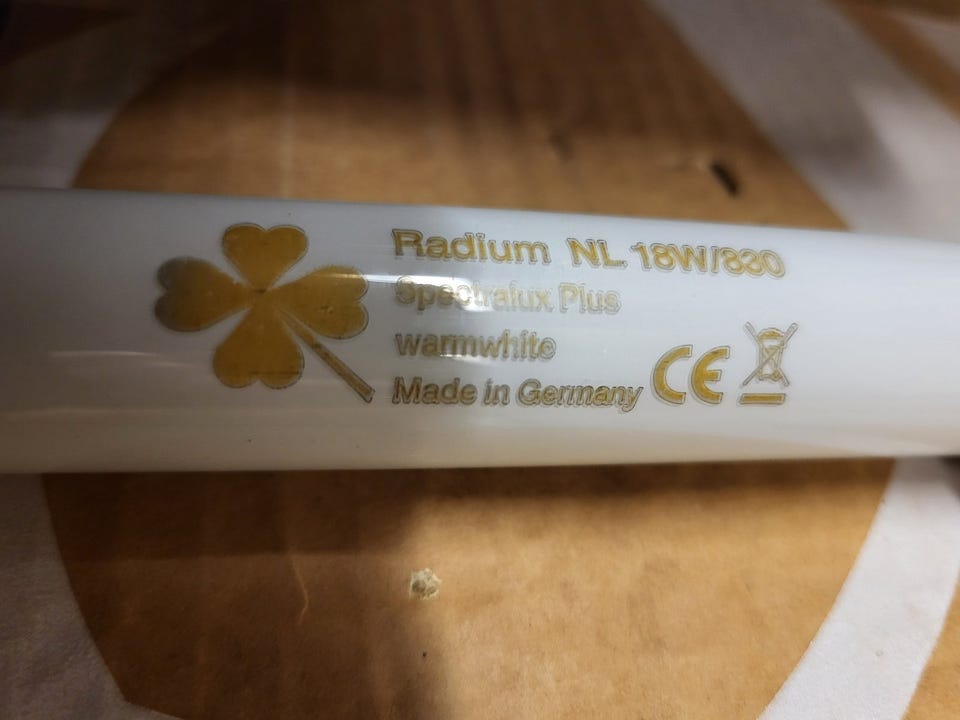 Radium NL 18W/830
Spectralux Plus
warmwhite
Made in Germany CE